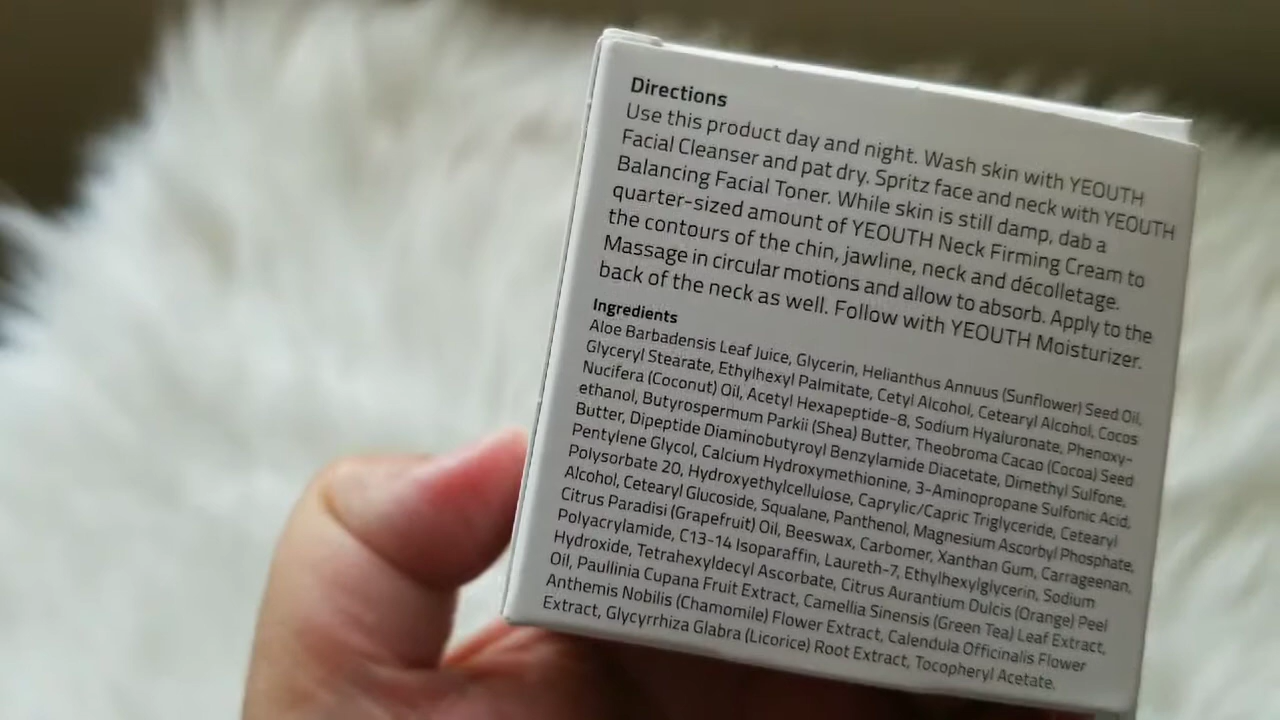 Directions
Use this product day and night. Wash skin with YEOUTH
Facial Cleanser and pat dry. Spritz face and neck with YEOUTH
Balancing Facial Toner. While skin is still damp, dab a
quarter-sized amount of YEOUTH Neck Firming Cream to
the contours of the chin, jawline, neck and décolletage.
Massage in circular motions and allow to absorb. Apply to the
back of the neck as well. Follow with YEOUTH Moisturizer.
Ingredients
Aloe Barbadensis Leaf Juice, Glycerin, Helianthus Annuus (Sunflower) Seed Oil,
Glyceryl Stearate, Ethylhexyl Palmitate, Cetyl Alcohol, Cetearyl Alcohol, Cocos
Nucifera (Coconut) Oil, Acetyl Hexapeptide-8, Sodium Hyaluronate, Phenoxy-
ethanol, Butyrospermum Parkii (Shea) Butter, Theobroma Cacao (Cocoa) Seed
Butter, Dipeptide Diaminobutyroyl Benzylamide Diacetate, Dimethyl Sulfone,
Pentylene Glycol, Calcium Hydroxymethionine, 3-Aminopropane Sulfonic Acid,
Polysorbate 20, Hydroxyethylcellulose, Caprylic/Capric Triglyceride, Cetearyl
Alcohol, Cetearyl Glucoside, Squalane, Panthenol, Magnesium Ascorbyl Phosphate,
Citrus Paradisi (Grapefruit) Oil, Beeswax, Carbomer, Xanthan Gum, Carrageenan,
Polyacrylamide, C13-14 Isoparaffin, Laureth-7, Ethylhexylglycerin, Sodium
Hydroxide, Tetrahexyldecyl Ascorbate, Citrus Aurantium Dulcis (Orange) Peel
Oil, Paullinia Cupana Fruit Extract, Camellia Sinensis (Green Tea) Leaf Extract,
Anthemis Nobilis (Chamomile) Flower Extract, Calendula Officinalis Flower
Extract, Glycyrrhiza Glabra (Licorice) Root Extract, Tocopheryl Acetate.